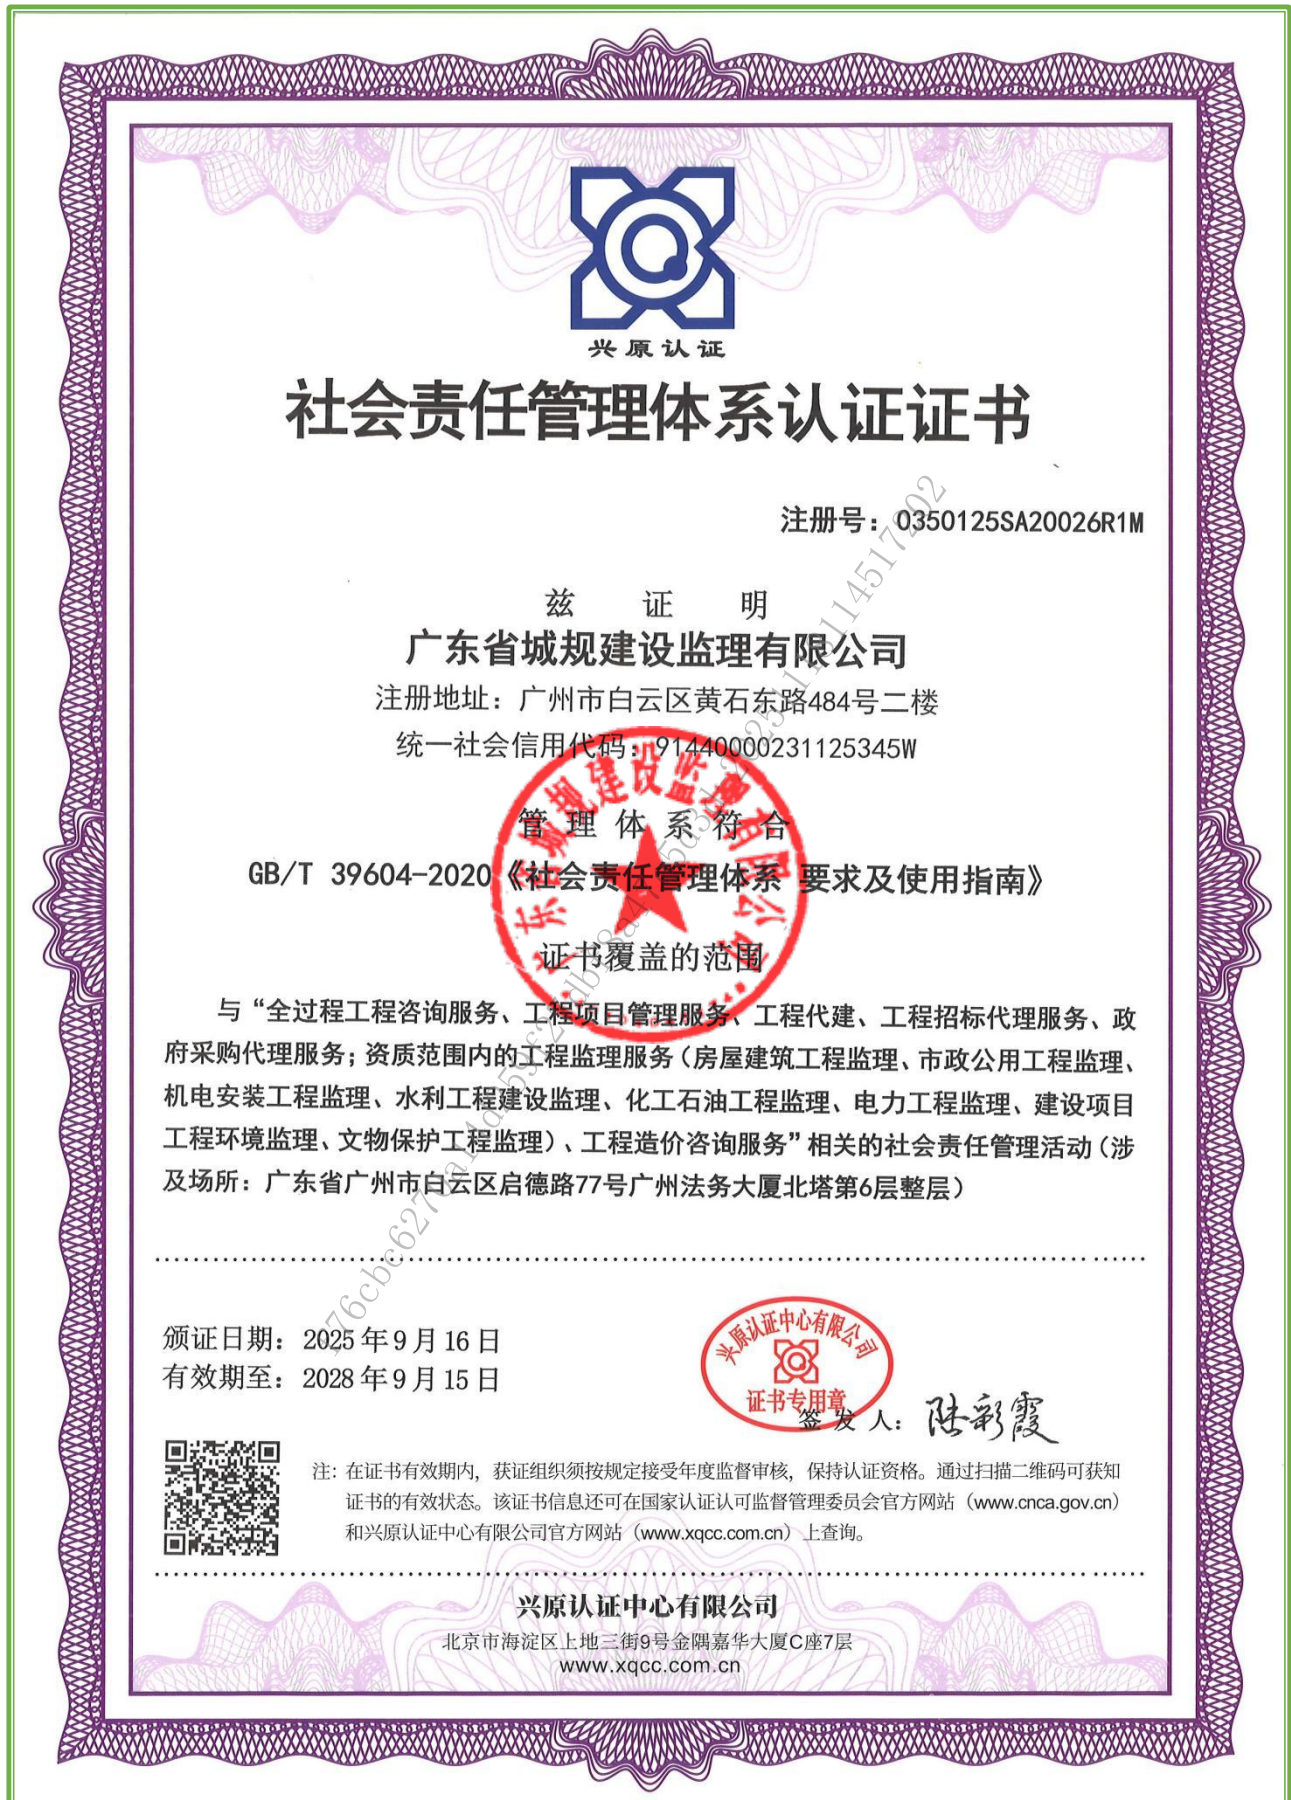 兴原认证
社会责任管理体系认证证书
注册号：0350125SA20026R1M
兹 证 明
广东省城规建设监理有限公司
注册地址：广州市白云区黄石东路484号二楼
统一社会信用代码：91440000231125345W
管 理 体 系 符 合
GB/T 39604-2020《社会责任管理体系 要求及使用指南》
证书覆盖的范围
与“全过程工程咨询服务、工程项目管理服务、工程代建、工程招标代理服务、政
府采购代理服务；资质范围内的工程监理服务（房屋建筑工程监理、市政公用工程监理、
机电安装工程监理、水利工程建设监理、化工石油工程监理、电力工程监理、建设项目
工程环境监理、文物保护工程监理）、工程造价咨询服务”相关的社会责任管理活动（涉
及场所：广东省广州市白云区启德路77号广州法务大厦北塔第6层整层）
广东省城规建设监理有限公司
颁证日期：2025年9月16日
有效期至：2028年9月15日
兴原认证中心有限公司
证书专用章
签 发 人：陆彩霞
注：在证书有效期内，获证组织须按规定接受年度监督审核，保持认证资格。通过扫描二维码可获知
证书的有效状态。该证书信息还可在国家认证认可监督管理委员会官方网站（www.cnca.gov.cn）
和兴原认证中心有限公司官方网站（www.xqcc.com.cn）上查询。
兴原认证中心有限公司
北京市海淀区上地三街9号金隅嘉华大厦C座7层
www.xqcc.com.cn